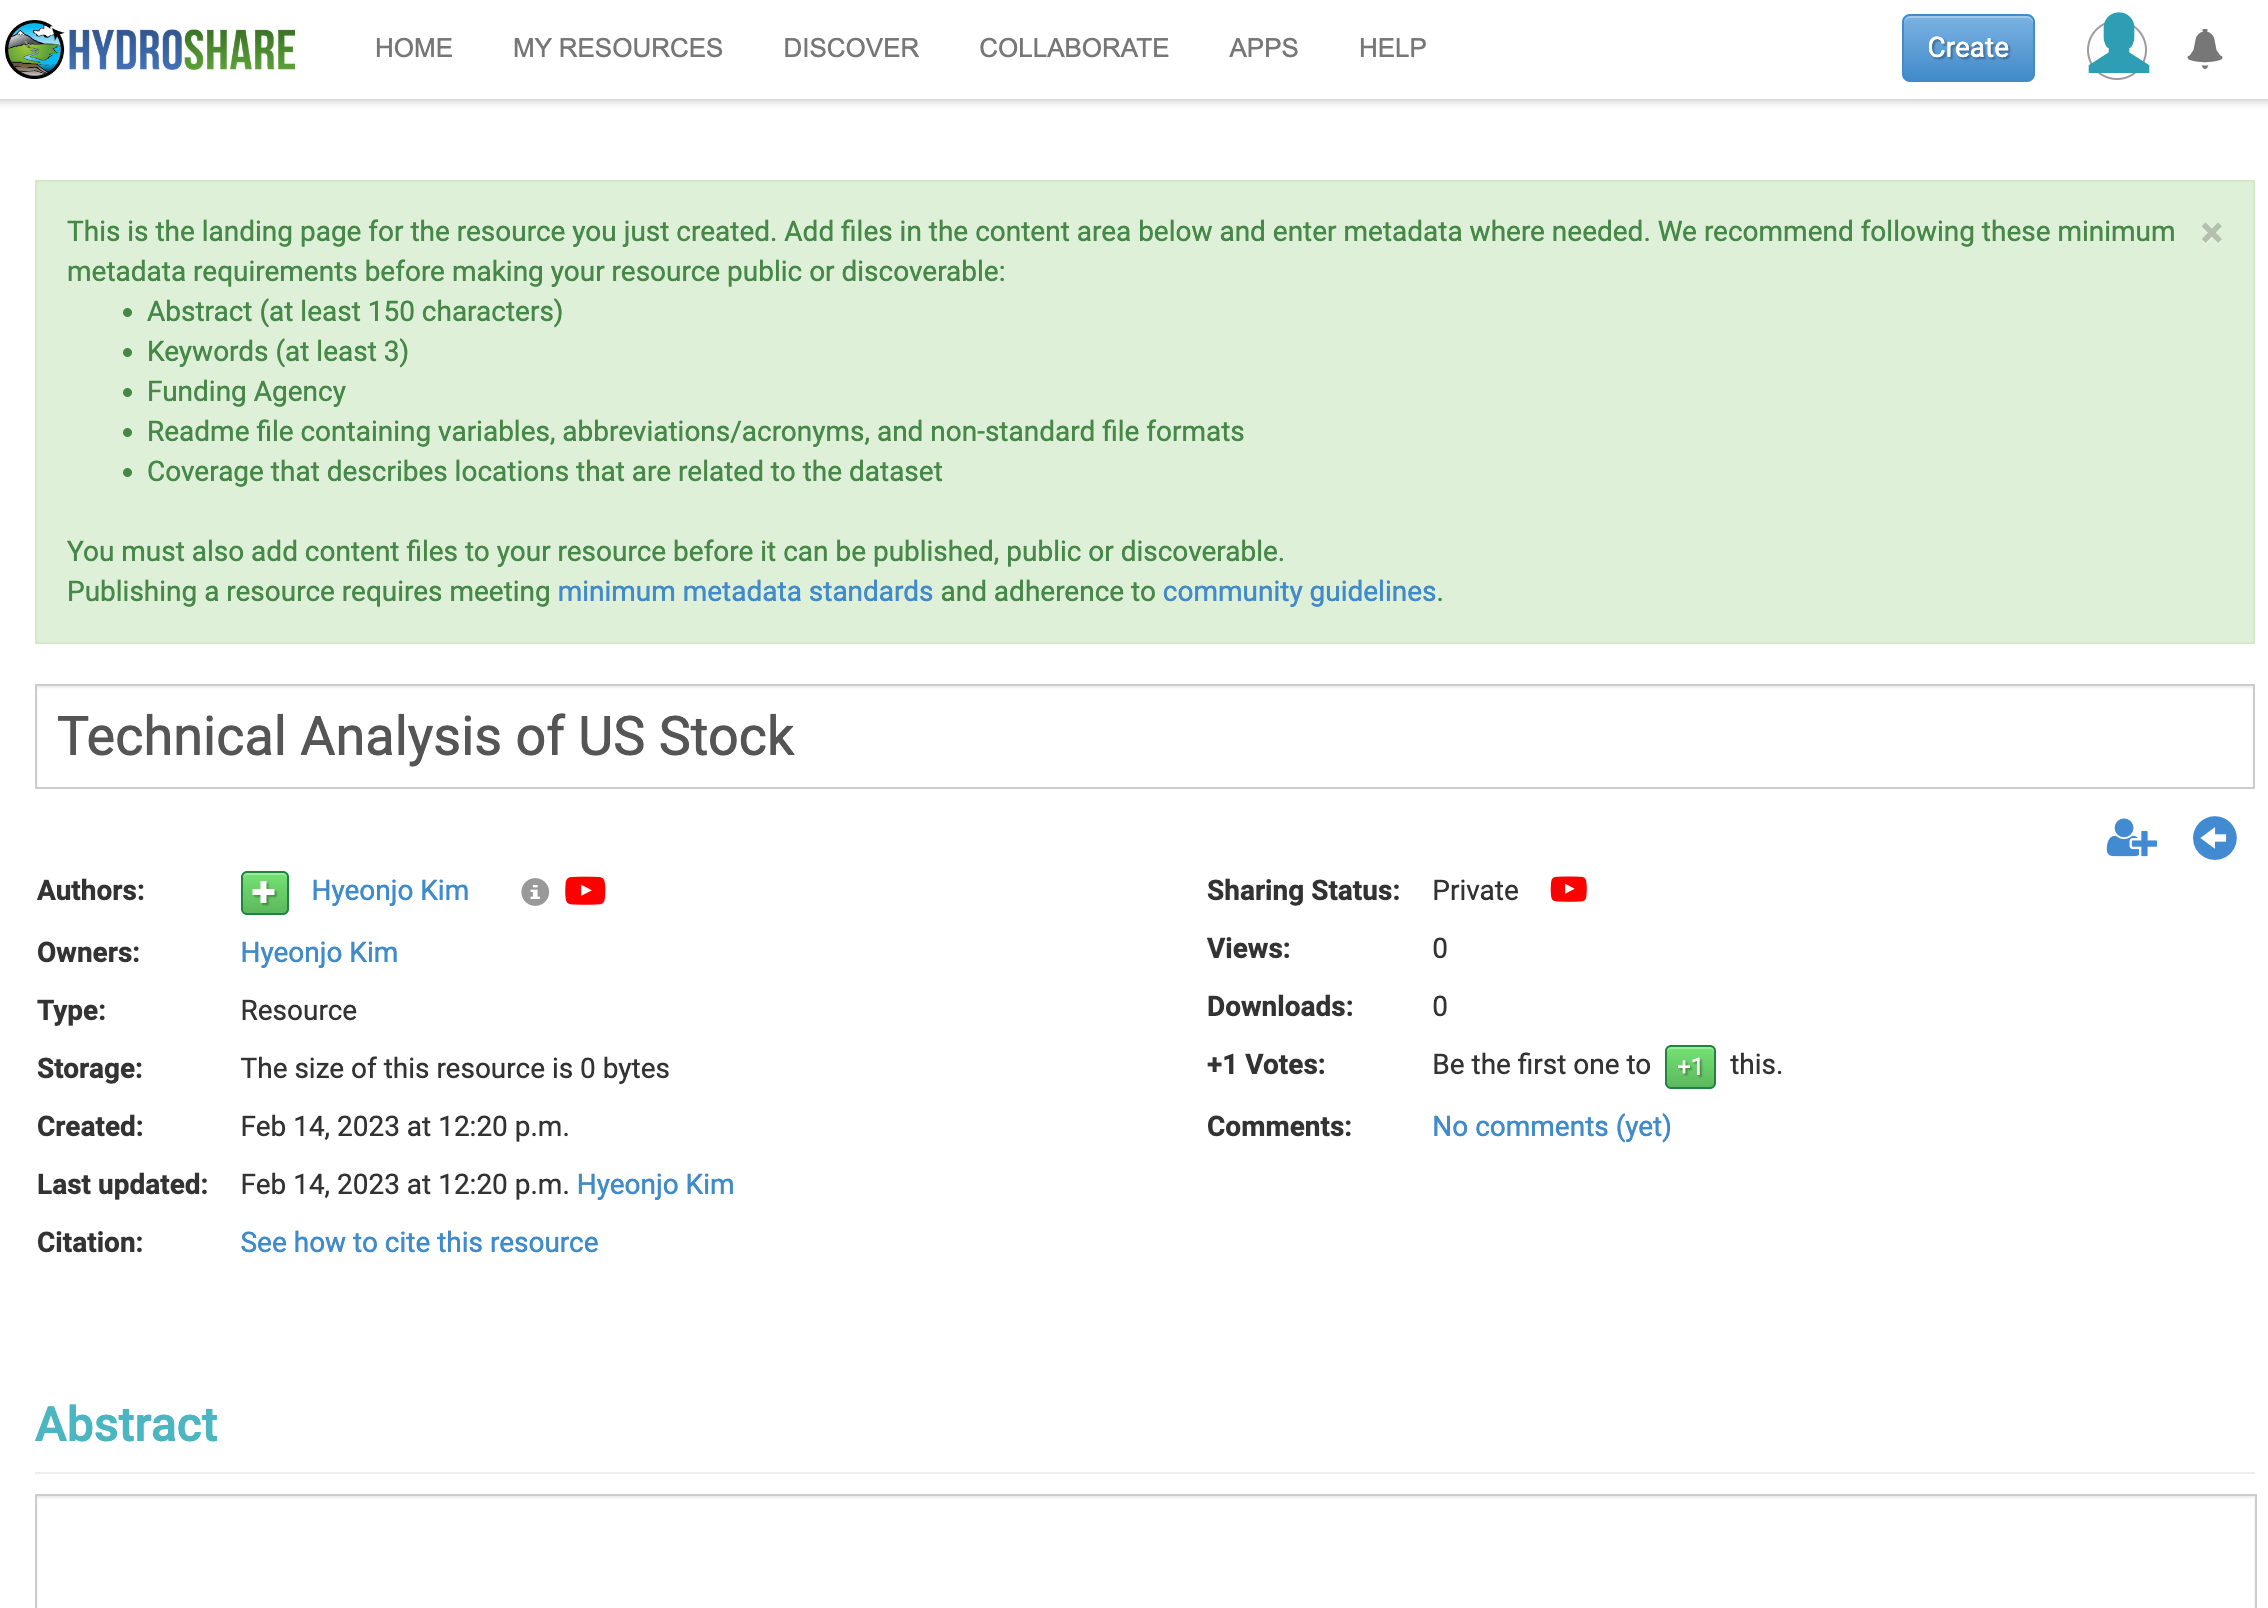 HYDROSHARE HOME MY RESOURCES DISCOVER COLLABORATE APPS HELP Create
This is the landing page for the resource you just created. Add files in the content area below and enter metadata where needed. We recommend following these minimum ×
metadata requirements before making your resource public or discoverable:
• Abstract (at least 150 characters)
• Keywords (at least 3)
• Funding Agency
• Readme file containing variables, abbreviations/acronyms, and non-standard file formats
• Coverage that describes locations that are related to the dataset
You must also add content files to your resource before it can be published, public or discoverable.
Publishing a resource requires meeting minimum metadata standards and adherence to community guidelines.
Technical Analysis of US Stock
Authors: Hyeonjo Kim
Owners: Hyeonjo Kim
Type: Resource
Storage: The size of this resource is 0 bytes
Created: Feb 14, 2023 at 12:20 p.m.
Last updated: Feb 14, 2023 at 12:20 p.m. Hyeonjo Kim
Citation: See how to cite this resource
Sharing Status: Private
Views: 0
Downloads: 0
+1 Votes: Be the first one to +1 this.
Comments: No comments (yet)
Abstract